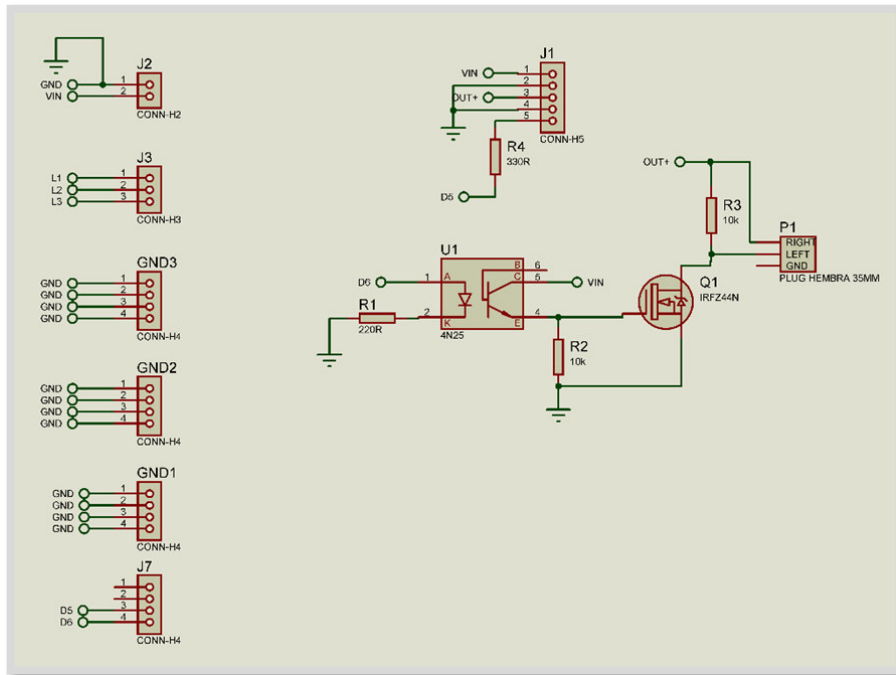 J2
GND 1
VIN 2
CONN-H2
J3
L1 1
L2 2
L3 3
CONN-H3
GND3
GND 1
GND 2
GND 3
GND 4
CONN-H4
GND2
GND 1
GND 2
GND 3
GND 4
CONN-H4
GND1
GND 1
GND 2
GND 3
GND 4
CONN-H4
J7
1
2
D5 3
D6 4
CONN-H4
J1
VIN 1
2
OUT+ 3
4
5
CONN-H5
R4
330R
D5
U1
D6 1 A B 6
C 5 VIN
R1
220R
2 K E 4
4N25
R2
10k
OUT+
R3
10k
Q1
IRFZ44N
P1
RIGHT
LEFT
GND
PLUG HEMBRA 35MM